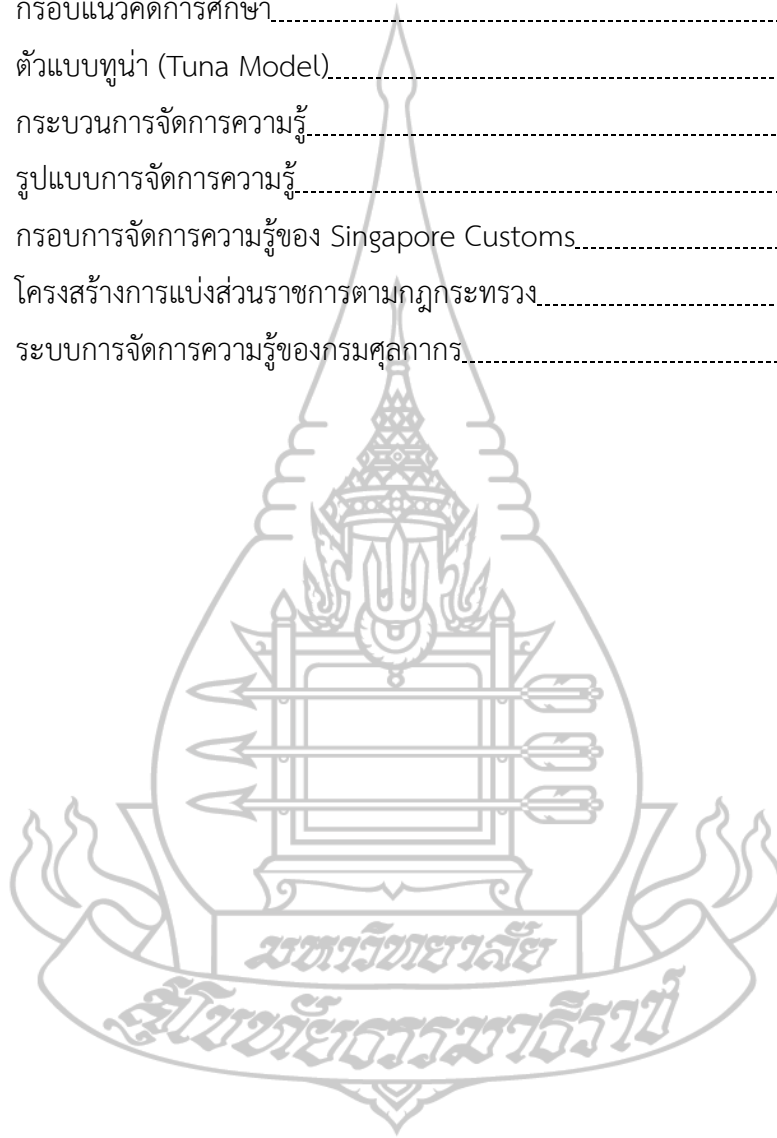 กรอบแนวคิดการศึกษา
ตัวแบบทูน่า (Tuna Model)
กระบวนการจัดการความรู้
รูปแบบการจัดการความรู้
กรอบการจัดการความรู้ของ Singapore Customs
โครงสร้างการแบ่งส่วนราชการตามกฎกระทรวง
ระบบการจัดการความรู้ของกรมศุลกากร
มหาวิทยาลัย
สุโขทัยธรรมาธิราช